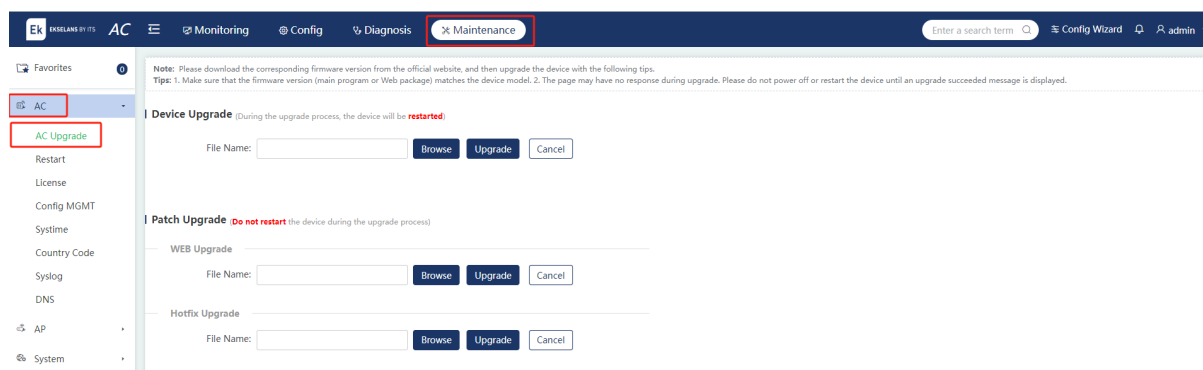 Ek EKSELANS BY ITS AC Monitoring Config Diagnosis Maintenance Enter a search term Config Wizard admin
Favorites 0
Note: Please download the corresponding firmware version from the official website, and then upgrade the device with the following tips.
Tips: 1. Make sure that the firmware version (main program or Web package) matches the device model. 2. The page may have no response during upgrade. Please do not power off or restart the device until an upgrade succeeded message is displayed.
AC
AC Upgrade
Restart
License
Config MGMT
Systime
Country Code
Syslog
DNS
AP
System
Device Upgrade (During the upgrade process, the device will be restarted)
File Name: Browse Upgrade Cancel
Patch Upgrade (Do not restart the device during the upgrade process)
WEB Upgrade
File Name: Browse Upgrade Cancel
Hotfix Upgrade
File Name: Browse Upgrade Cancel